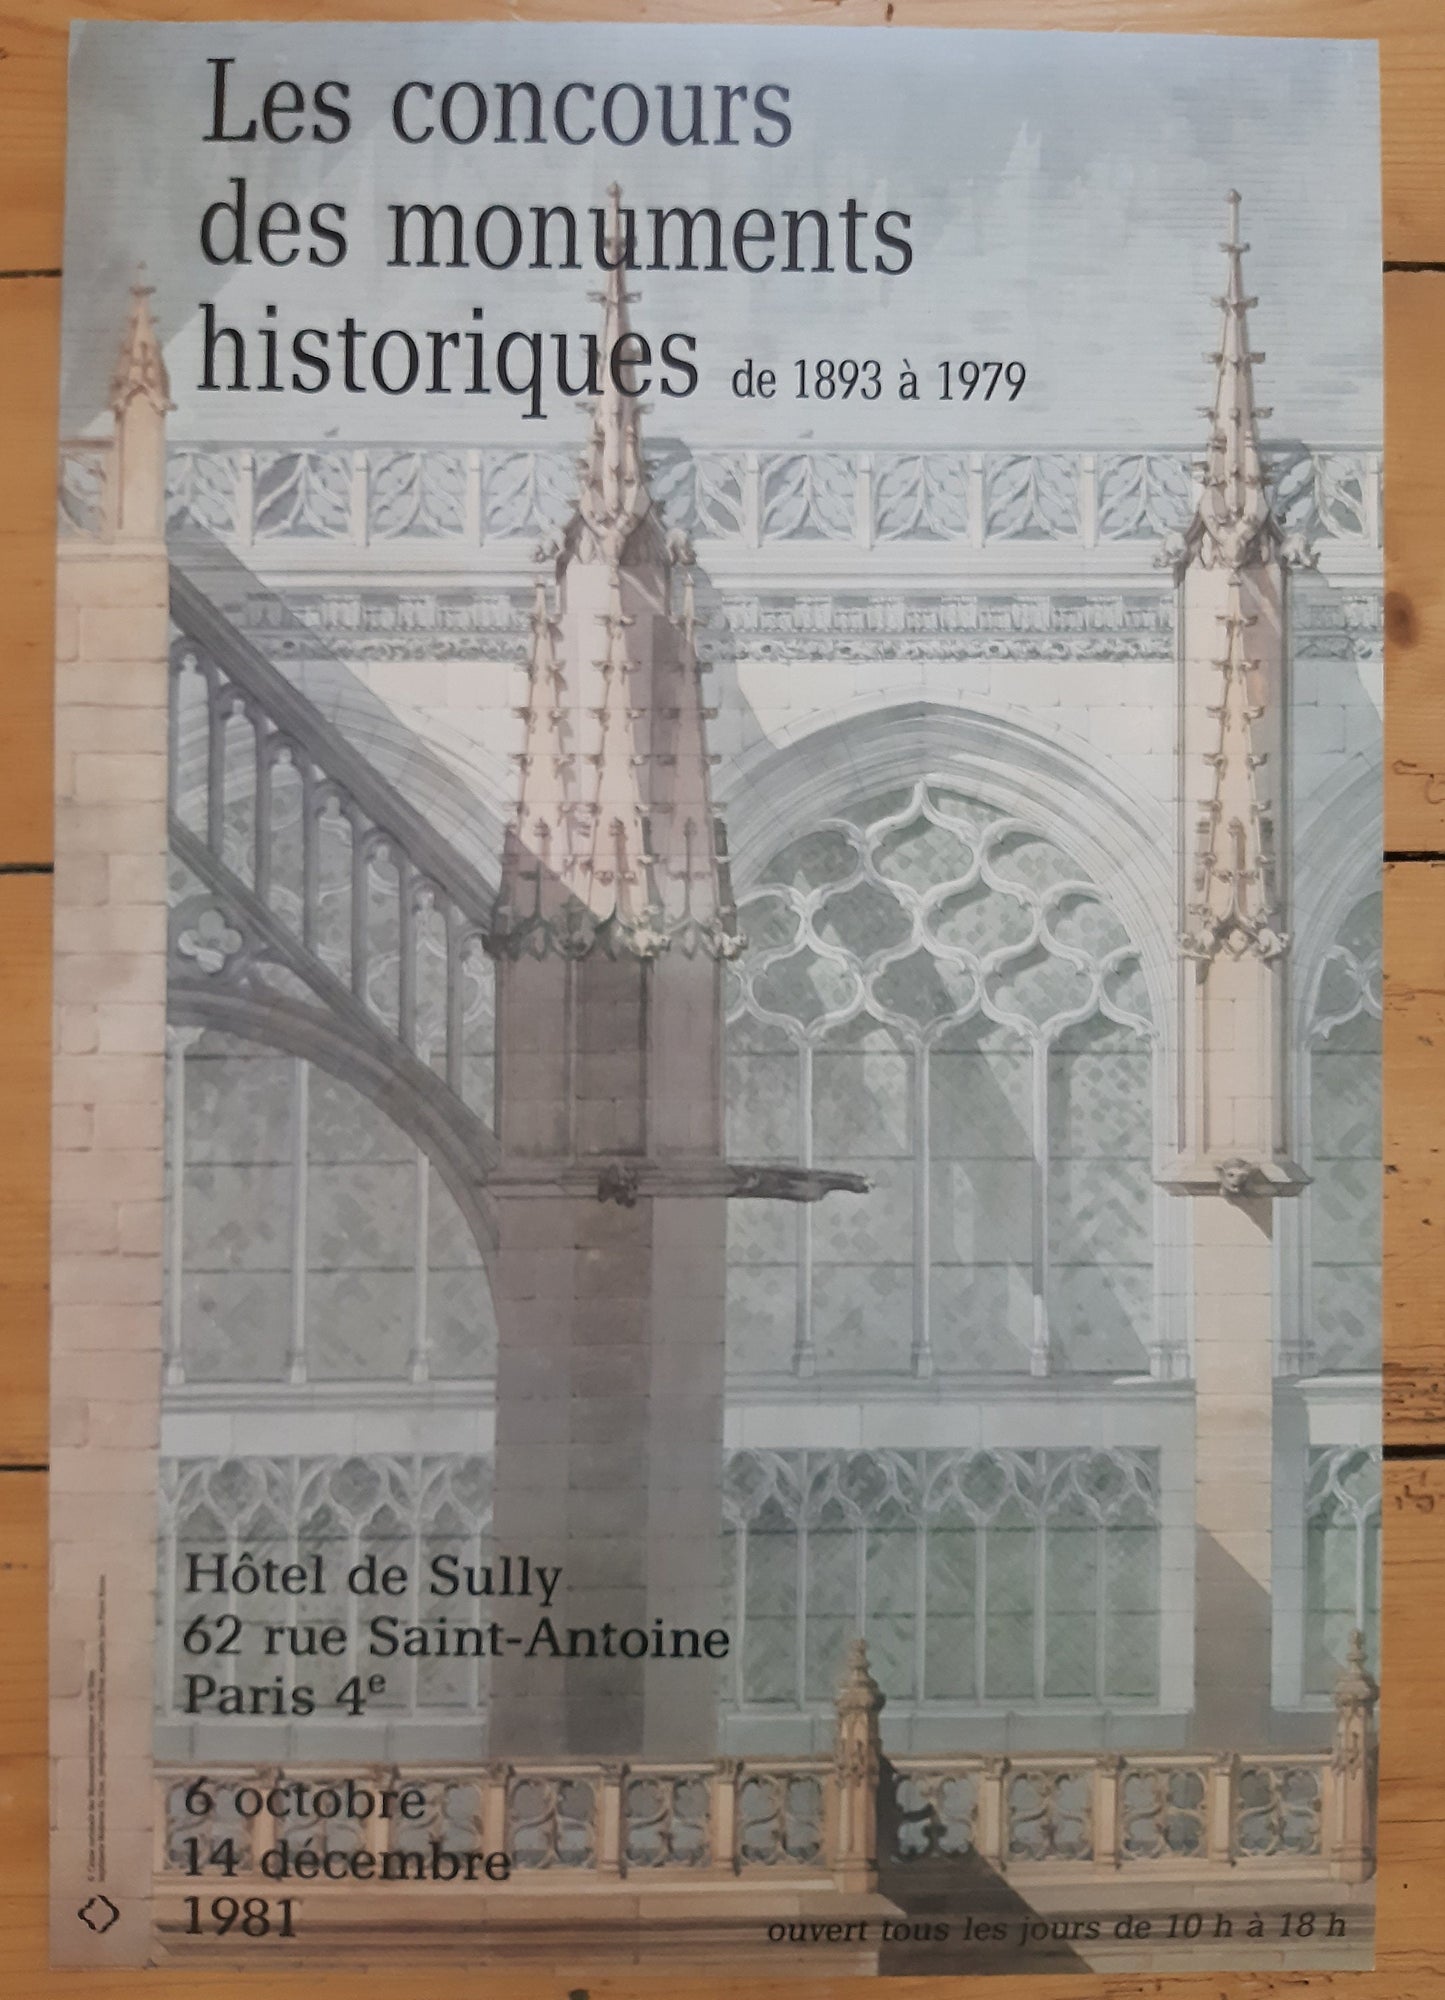 Les concours
des monuments
historiques de 1893 à 1979
Hôtel de Sully
62 rue Saint-Antoine
Paris 4e
6 octobre
14 décembre
1981
ouvert tous les jours de 10 h à 18 h